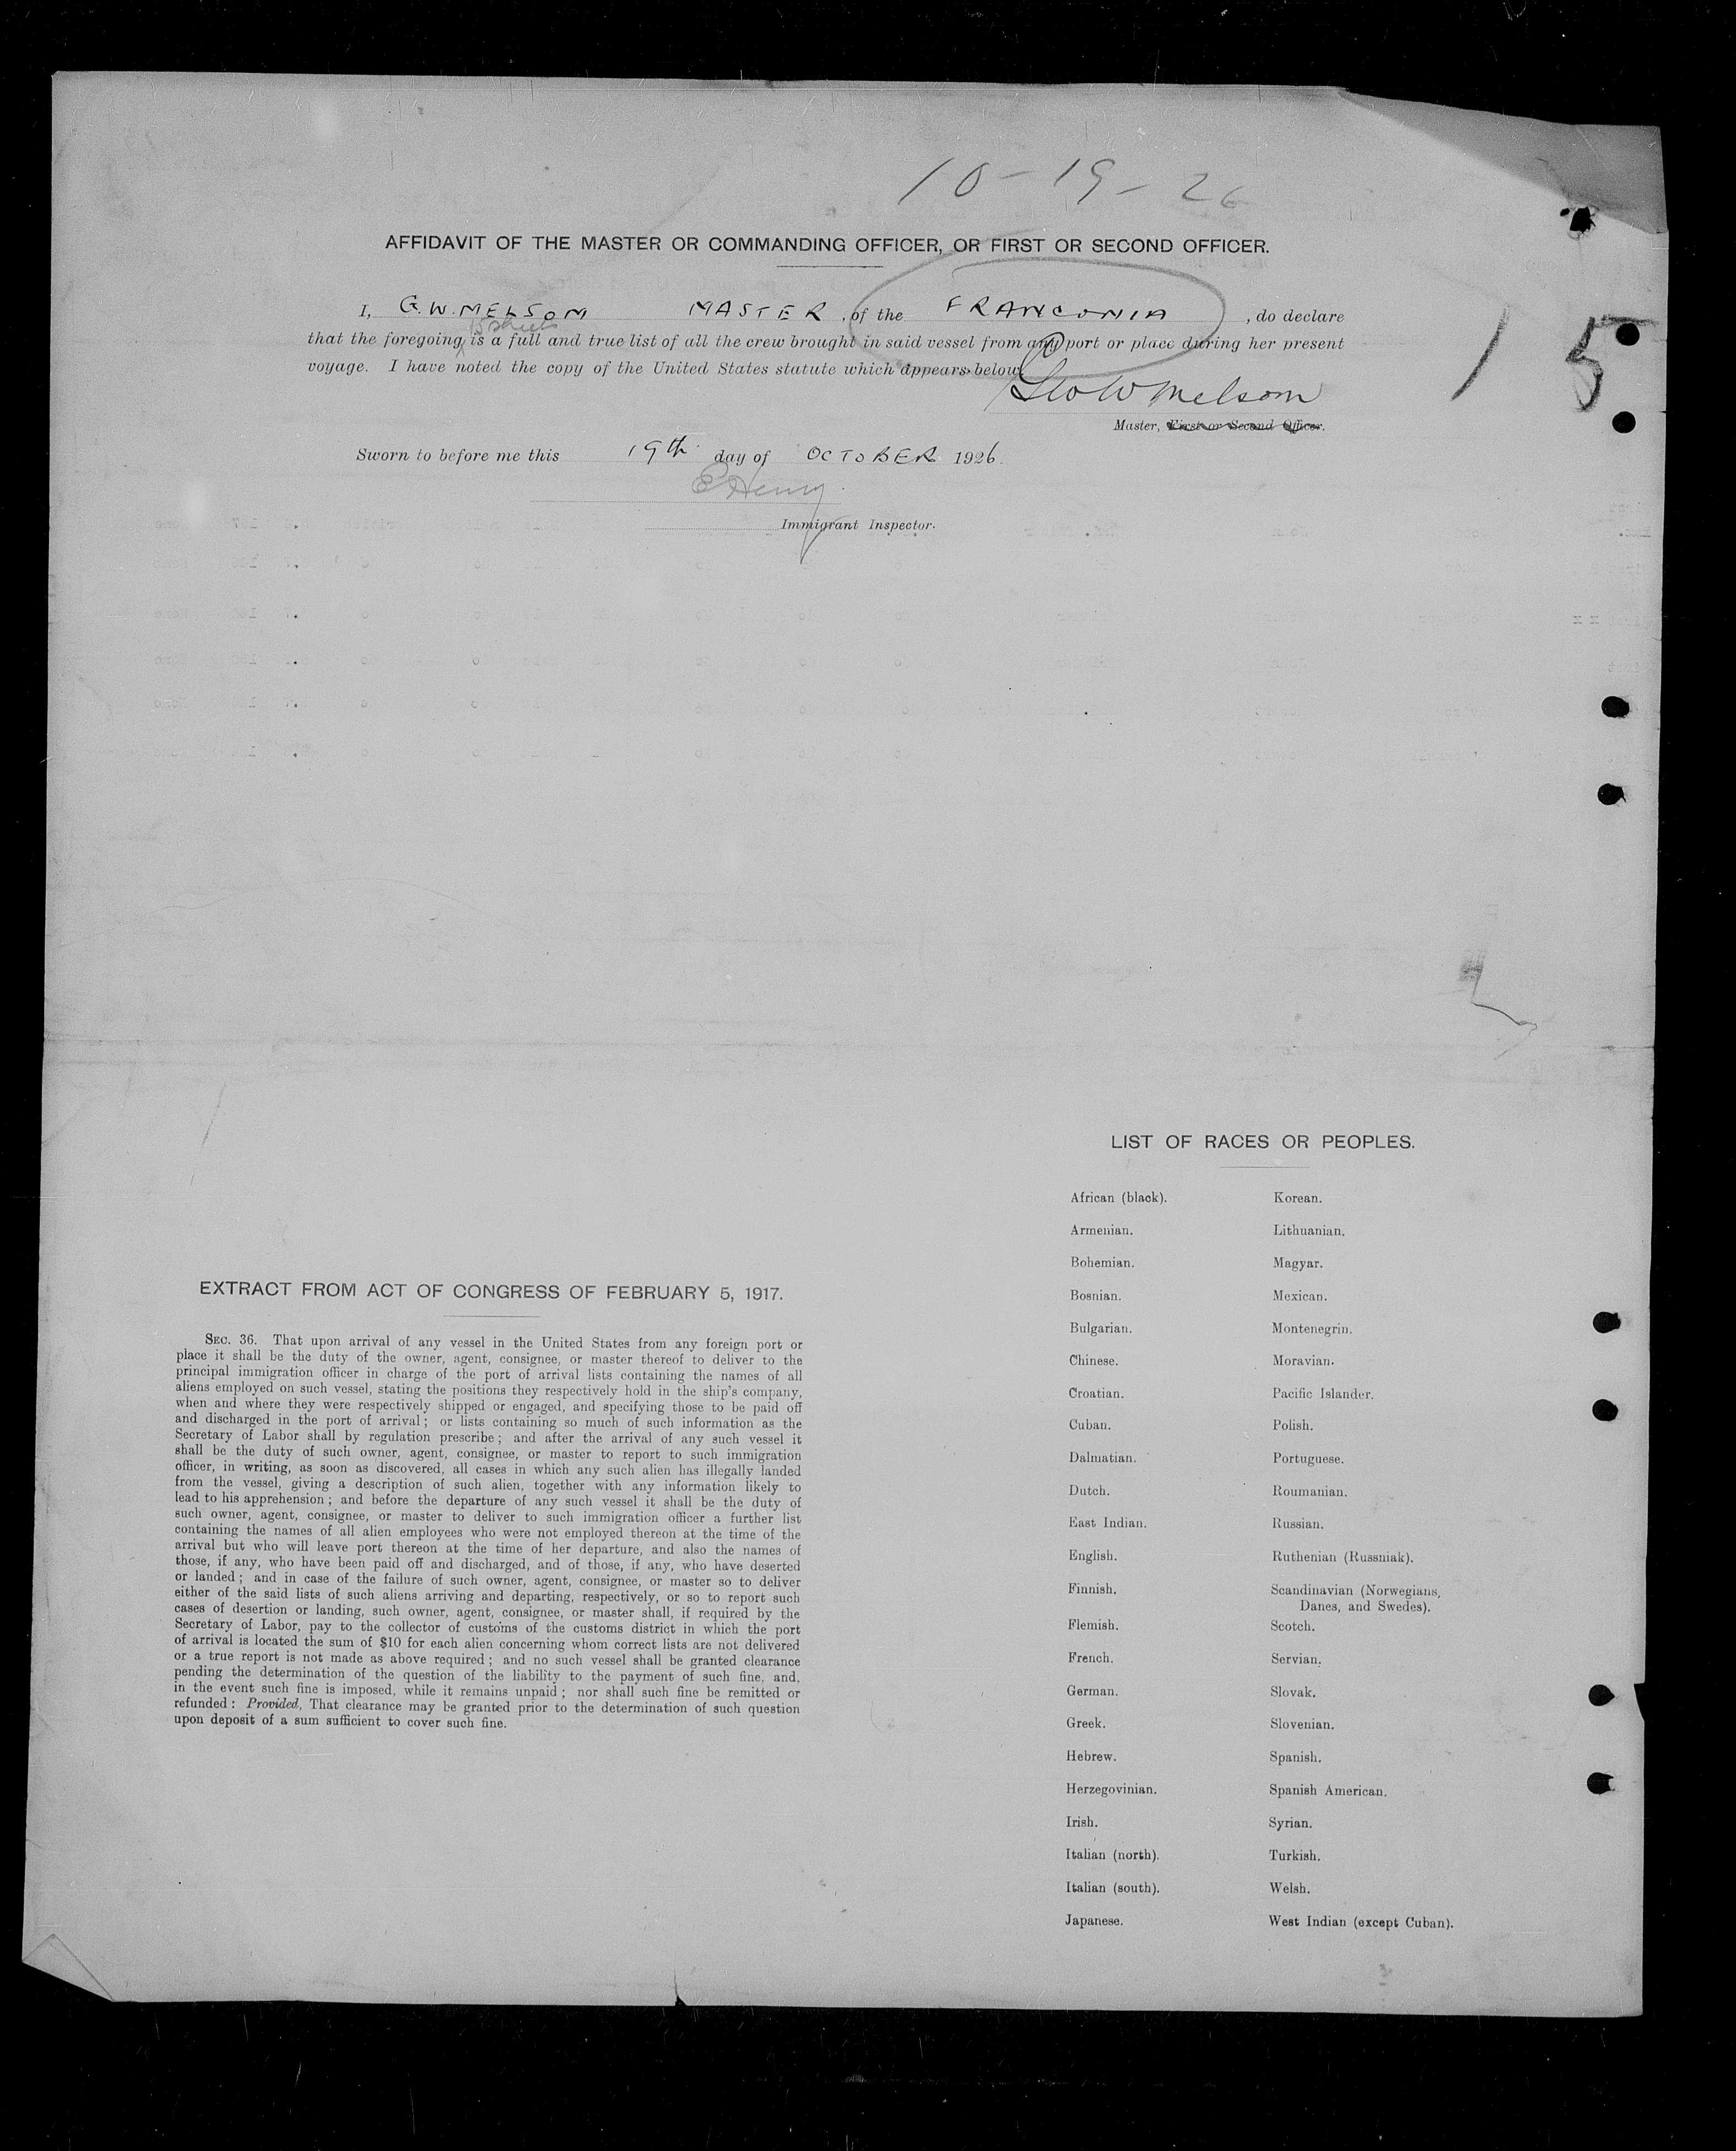 10-19-26
AFFIDAVIT OF THE MASTER OR COMMANDING OFFICER, OR FIRST OR SECOND OFFICER.
I, G.W. MELSOM MASTER, of the FRANCONIA, do declare
15 sheets
that the foregoing is a full and true list of all the crew brought in said vessel from any port or place during her present
voyage. I have noted the copy of the United States statute which appears below.
15
Geo W Melsom
Master, First or Second Officer.
Sworn to before me this 19th day of OCTOBER 1926.
Henry
Immigrant Inspector.
EXTRACT FROM ACT OF CONGRESS OF FEBRUARY 5, 1917.
SEC. 36. That upon arrival of any vessel in the United States from any foreign port or
place it shall be the duty of the owner, agent, consignee, or master thereof to deliver to the
principal immigration officer in charge of the port of arrival lists containing the names of all
aliens employed on such vessel, stating the positions they respectively hold in the ship's company,
when and where they were respectively shipped or engaged, and specifying those to be paid off
and discharged in the port of arrival; or lists containing so much of such information as the
Secretary of Labor shall by regulation prescribe; and after the arrival of any such vessel it
shall be the duty of such owner, agent, consignee, or master to report to such immigration
officer, in writing, as soon as discovered, all cases in which any such alien has illegally landed
from the vessel, giving a description of such alien, together with any information likely to
lead to his apprehension; and before the departure of any such vessel it shall be the duty of
such owner, agent, consignee, or master to deliver to such immigration officer a further list
containing the names of all alien employees who were not employed thereon at the time of the
arrival but who will leave port thereon at the time of her departure, and also the names of
those, if any, who have been paid off and discharged, and of those, if any, who have deserted
or landed; and in case of the failure of such owner, agent, consignee, or master so to deliver
either of the said lists of such aliens arriving and departing, respectively, or so to report such
cases of desertion or landing, such owner, agent, consignee, or master shall, if required by the
Secretary of Labor, pay to the collector of customs of the customs district in which the port
of arrival is located the sum of $10 for each alien concerning whom correct lists are not delivered
or a true report is not made as above required; and no such vessel shall be granted clearance
pending the determination of the question of the liability to the payment of such fine, and,
in the event such fine is imposed, while it remains unpaid; nor shall such fine be remitted or
refunded: Provided, That clearance may be granted prior to the determination of such question
upon deposit of a sum sufficient to cover such fine.
LIST OF RACES OR PEOPLES.
African (black).
Armenian.
Bohemian.
Bosnian.
Bulgarian.
Chinese.
Croatian.
Cuban.
Dalmatian.
Dutch.
East Indian.
English.
Finnish.
Flemish.
French.
German.
Greek.
Hebrew.
Herzegovinian.
Irish.
Italian (north).
Italian (south).
Japanese.
Korean.
Lithuanian.
Magyar.
Mexican.
Montenegrin.
Moravian.
Pacific Islander.
Polish.
Portuguese.
Roumanian.
Russian.
Ruthenian (Russniak).
Scandinavian (Norwegians,
Danes, and Swedes).
Scotch.
Servian.
Slovak.
Slovenian.
Spanish.
Spanish American.
Syrian.
Turkish.
Welsh.
West Indian (except Cuban).